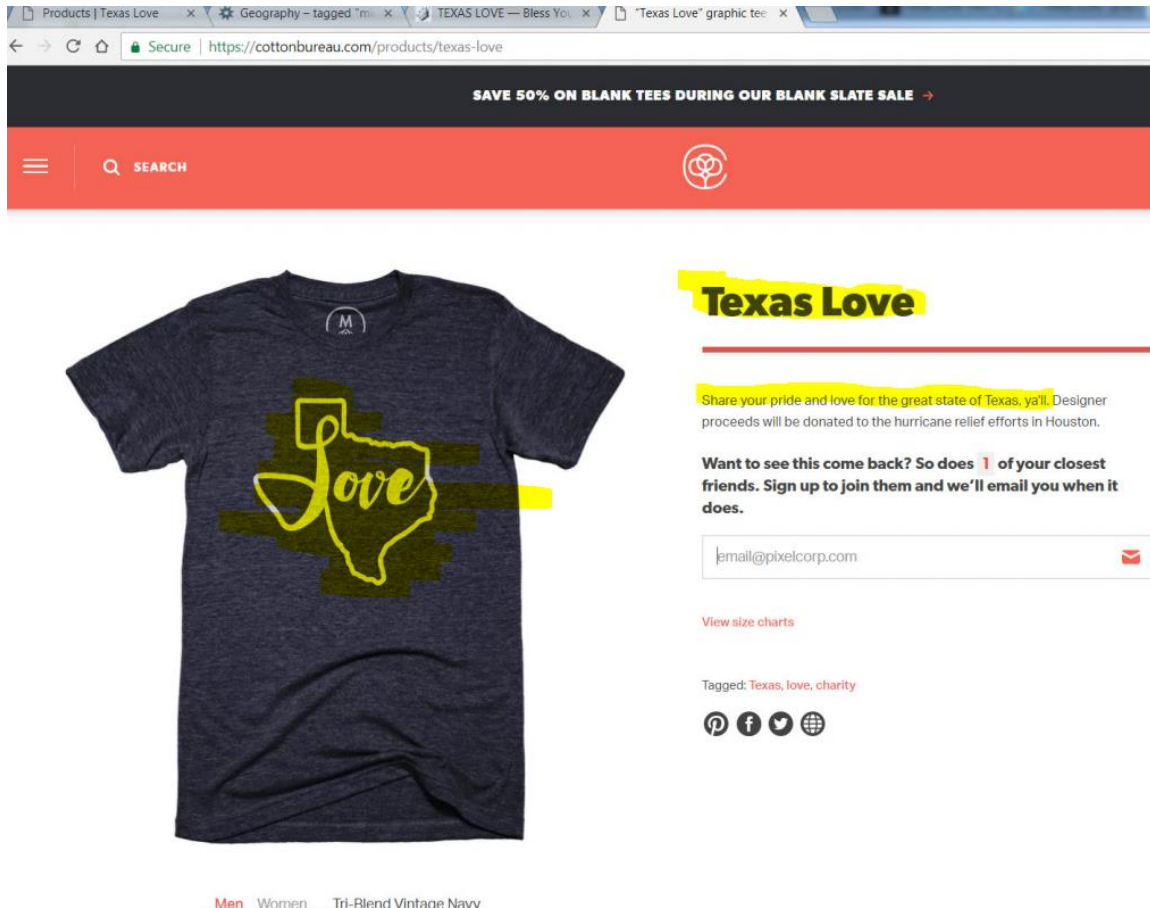 Products | Texas Love
Geography – tagged "m
TEXAS LOVE — Bless You
"Texas Love" graphic tee
Secure | https://cottonbureau.com/products/texas-love
SAVE 50% ON BLANK TEES DURING OUR BLANK SLATE SALE →
SEARCH
M
Love
Texas Love
Share your pride and love for the great state of Texas, ya'll. Designer
proceeds will be donated to the hurricane relief efforts in Houston.
Want to see this come back? So does 1 of your closest
friends. Sign up to join them and we'll email you when it
does.
email@pixelcorp.com
View size charts
Tagged: Texas, love, charity
Men Women Tri-Blend Vintage Navy